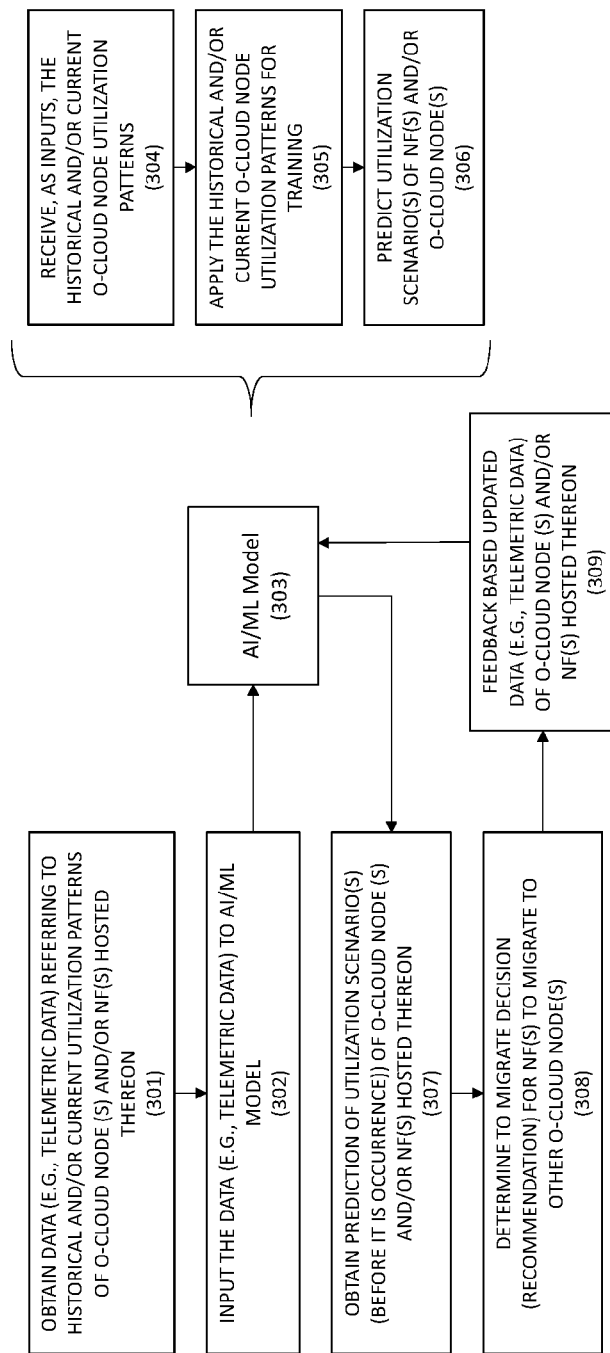 OBTAIN DATA (E.G., TELEMETRIC DATA) REFERRING TO
HISTORICAL AND/OR CURRENT UTILIZATION PATTERNS
OF O-CLOUD NODE (S) AND/OR NF(S) HOSTED
THEREON
(301)
INPUT THE DATA (E.G., TELEMETRIC DATA) TO AI/ML
MODEL
(302)
AI/ML Model
(303)
RECEIVE, AS INPUTS, THE
HISTORICAL AND/OR CURRENT
O-CLOUD NODE UTILIZATION
PATTERNS
(304)
APPLY THE HISTORICAL AND/OR
CURRENT O-CLOUD NODE
UTILIZATION PATTERNS FOR
TRAINING
(305)
PREDICT UTILIZATION
SCENARIO(S) OF NF(S) AND/OR
O-CLOUD NODE(S)
(306)
OBTAIN PREDICTION OF UTILIZATION SCENARIO(S)
(BEFORE IT IS OCCURRENCE)) OF O-CLOUD NODE (S)
AND/OR NF(S) HOSTED THEREON
(307)
DETERMINE TO MIGRATE DECISION
(RECOMMENDATION) FOR NF(S) TO MIGRATE TO
OTHER O-CLOUD NODE(S)
(308)
FEEDBACK BASED UPDATED
DATA (E.G., TELEMETRIC DATA)
OF O-CLOUD NODE (S) AND/OR
NF(S) HOSTED THEREON
(309)